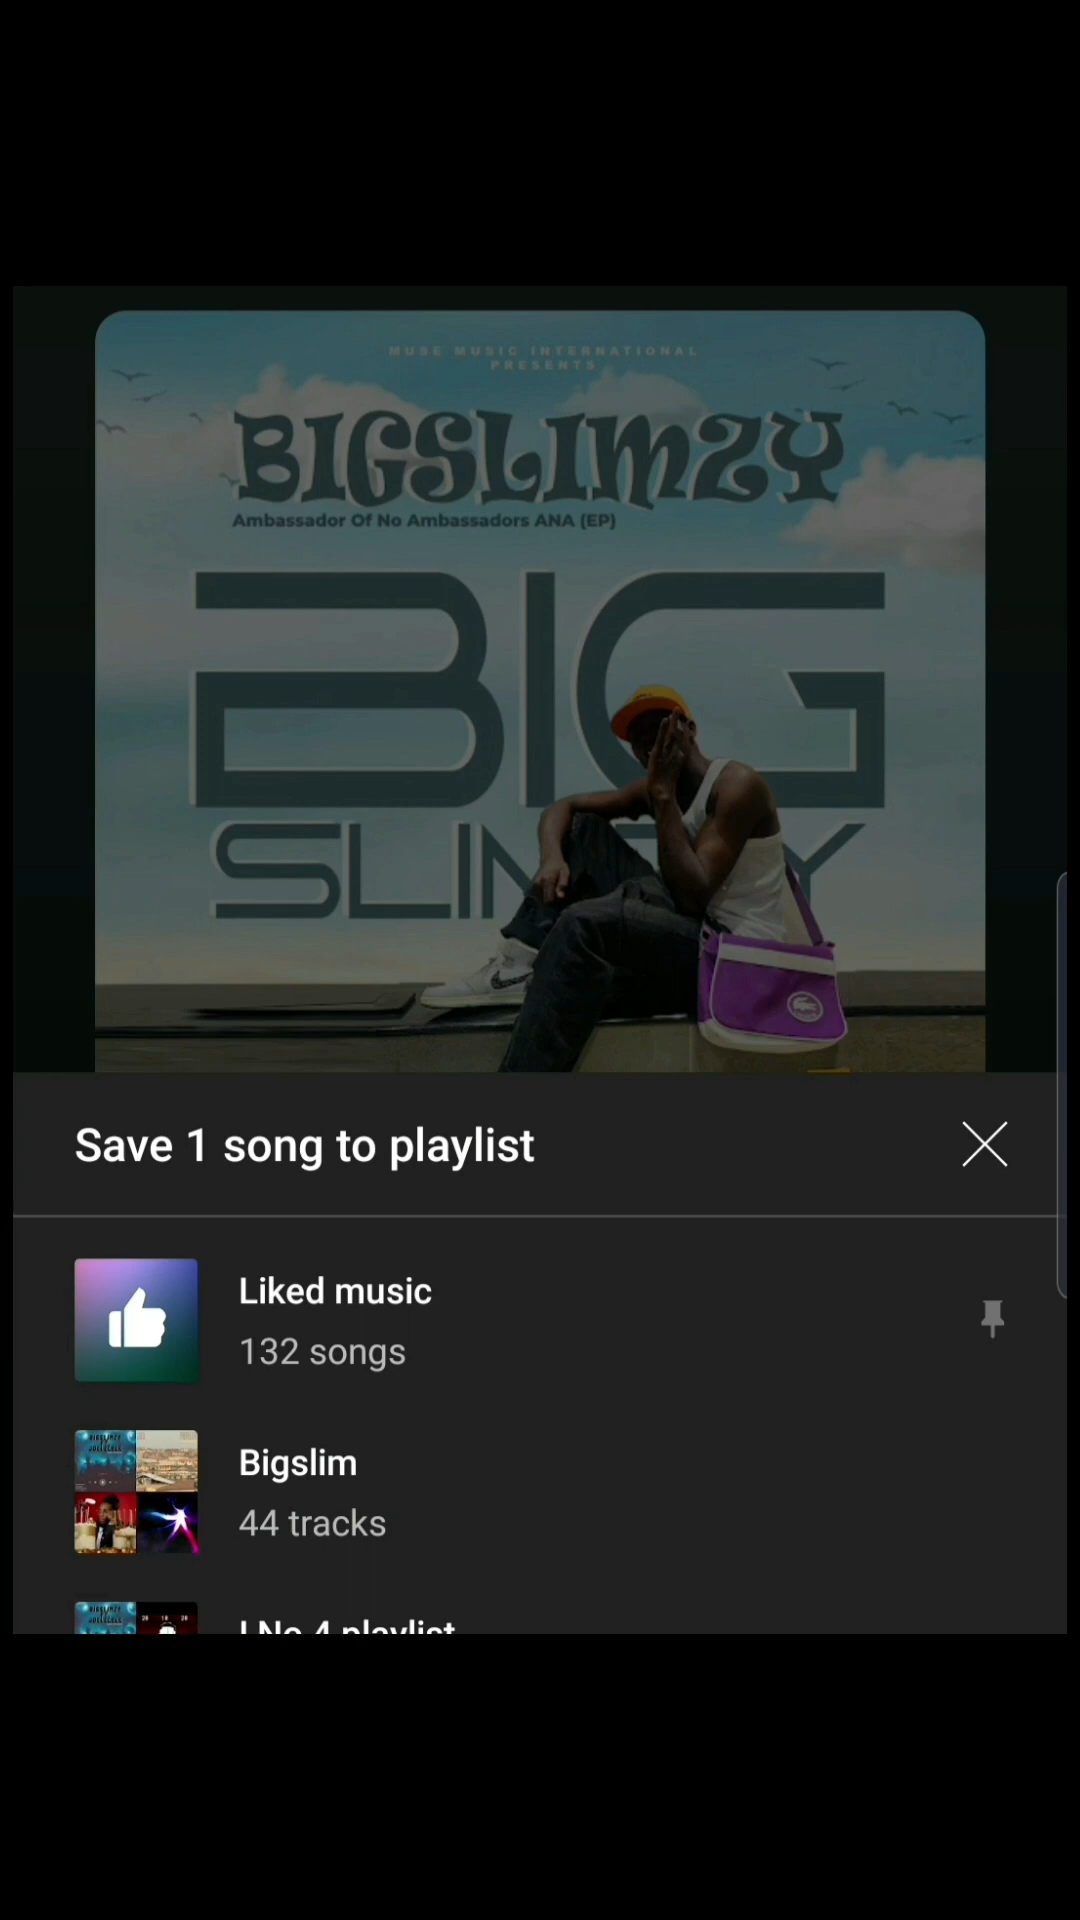 MUSE MUSIC INTERNATIONAL
PRESENTS
BIGSLIMZY
Ambassador Of No Ambassadors ANA (EP)
BIG
Save 1 song to playlist
Liked music
132 songs
Bigslim
44 tracks